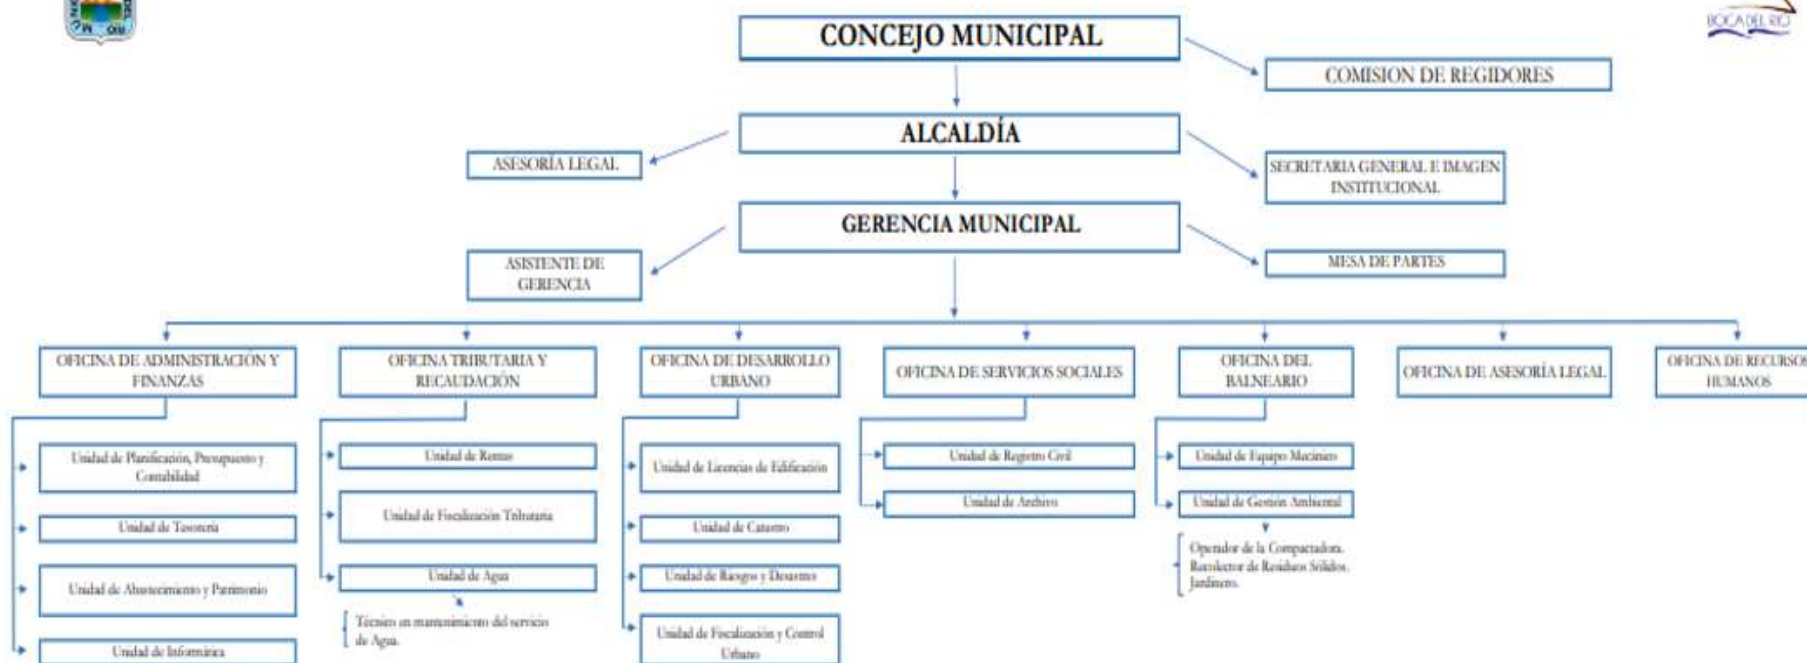 DEL
RIO
BOCA DEL RIO
CONCEJO MUNICIPAL
COMISION DE REGIDORES
ALCALDÍA
ASESORÍA LEGAL
SECRETARIA GENERAL E IMAGEN
INSTITUCIONAL
GERENCIA MUNICIPAL
ASISTENTE DE
GERENCIA
MESA DE PARTES
OFICINA DE ADMINISTRACIÓN Y
FINANZAS
OFICINA TRIBUTARIA Y
RECAUDACIÓN
OFICINA DE DESARROLLO
URBANO
OFICINA DE SERVICIOS SOCIALES
OFICINA DEL
BALNEARIO
OFICINA DE ASESORÍA LEGAL
OFICINA DE RECURSOS
HUMANOS
Unidad de Planificación, Presupuesto y
Contabilidad
Unidad de Tesorería
Unidad de Abastecimiento y Patrimonio
Unidad de Informática
Unidad de Rentas
Unidad de Fiscalización Tributaria
Unidad de Agua
Técnico en mantenimiento del servicio
de Agua.
Unidad de Licencias de Edificación
Unidad de Catastro
Unidad de Riesgos y Desastres
Unidad de Fiscalización y Control
Urbano
Unidad de Registro Civil
Unidad de Archivo
Unidad de Equipo Mecánico
Unidad de Gestión Ambiental
Operador de la Compactadora.
Recolector de Residuos Sólidos.
Jardinero.